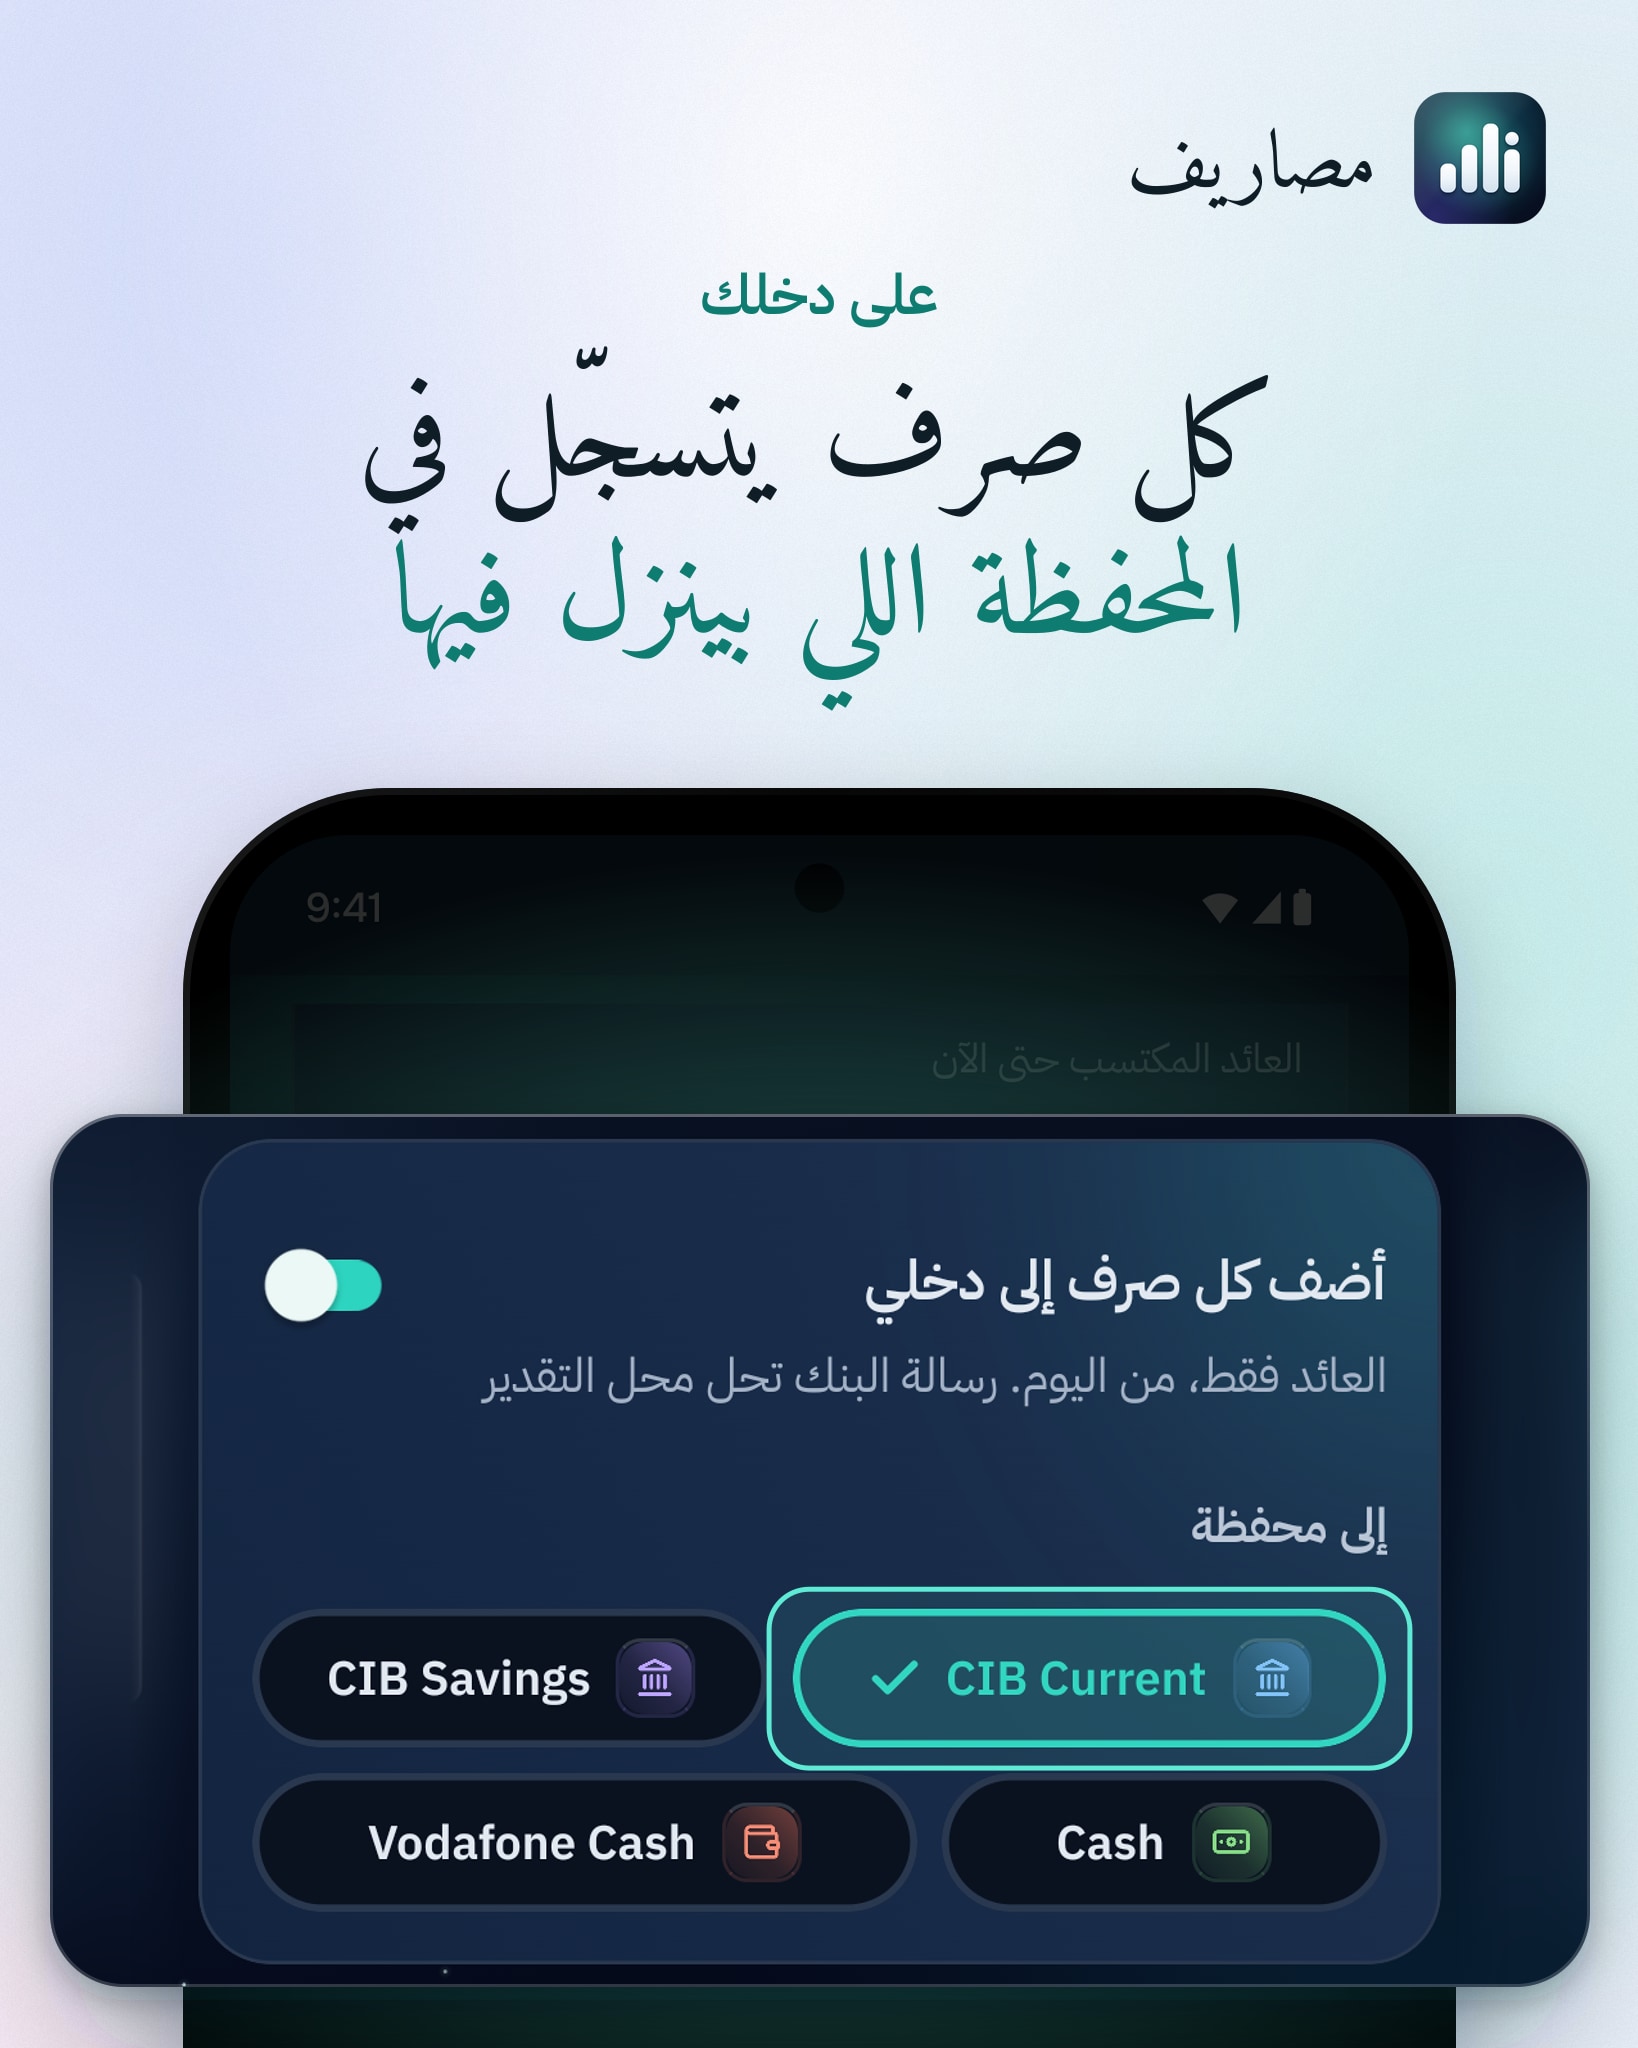 مصاريف
على دخلك
كل صرف يتسجّل في
المحفظة اللي بينزل فيها
9:41
العائد المكتسب حتى الآن
أضف كل صرف إلى دخلي
العائد فقط، من اليوم. رسالة البنك تحل محل التقدير
إلى محفظة
CIB Current
CIB Savings
Cash
Vodafone Cash